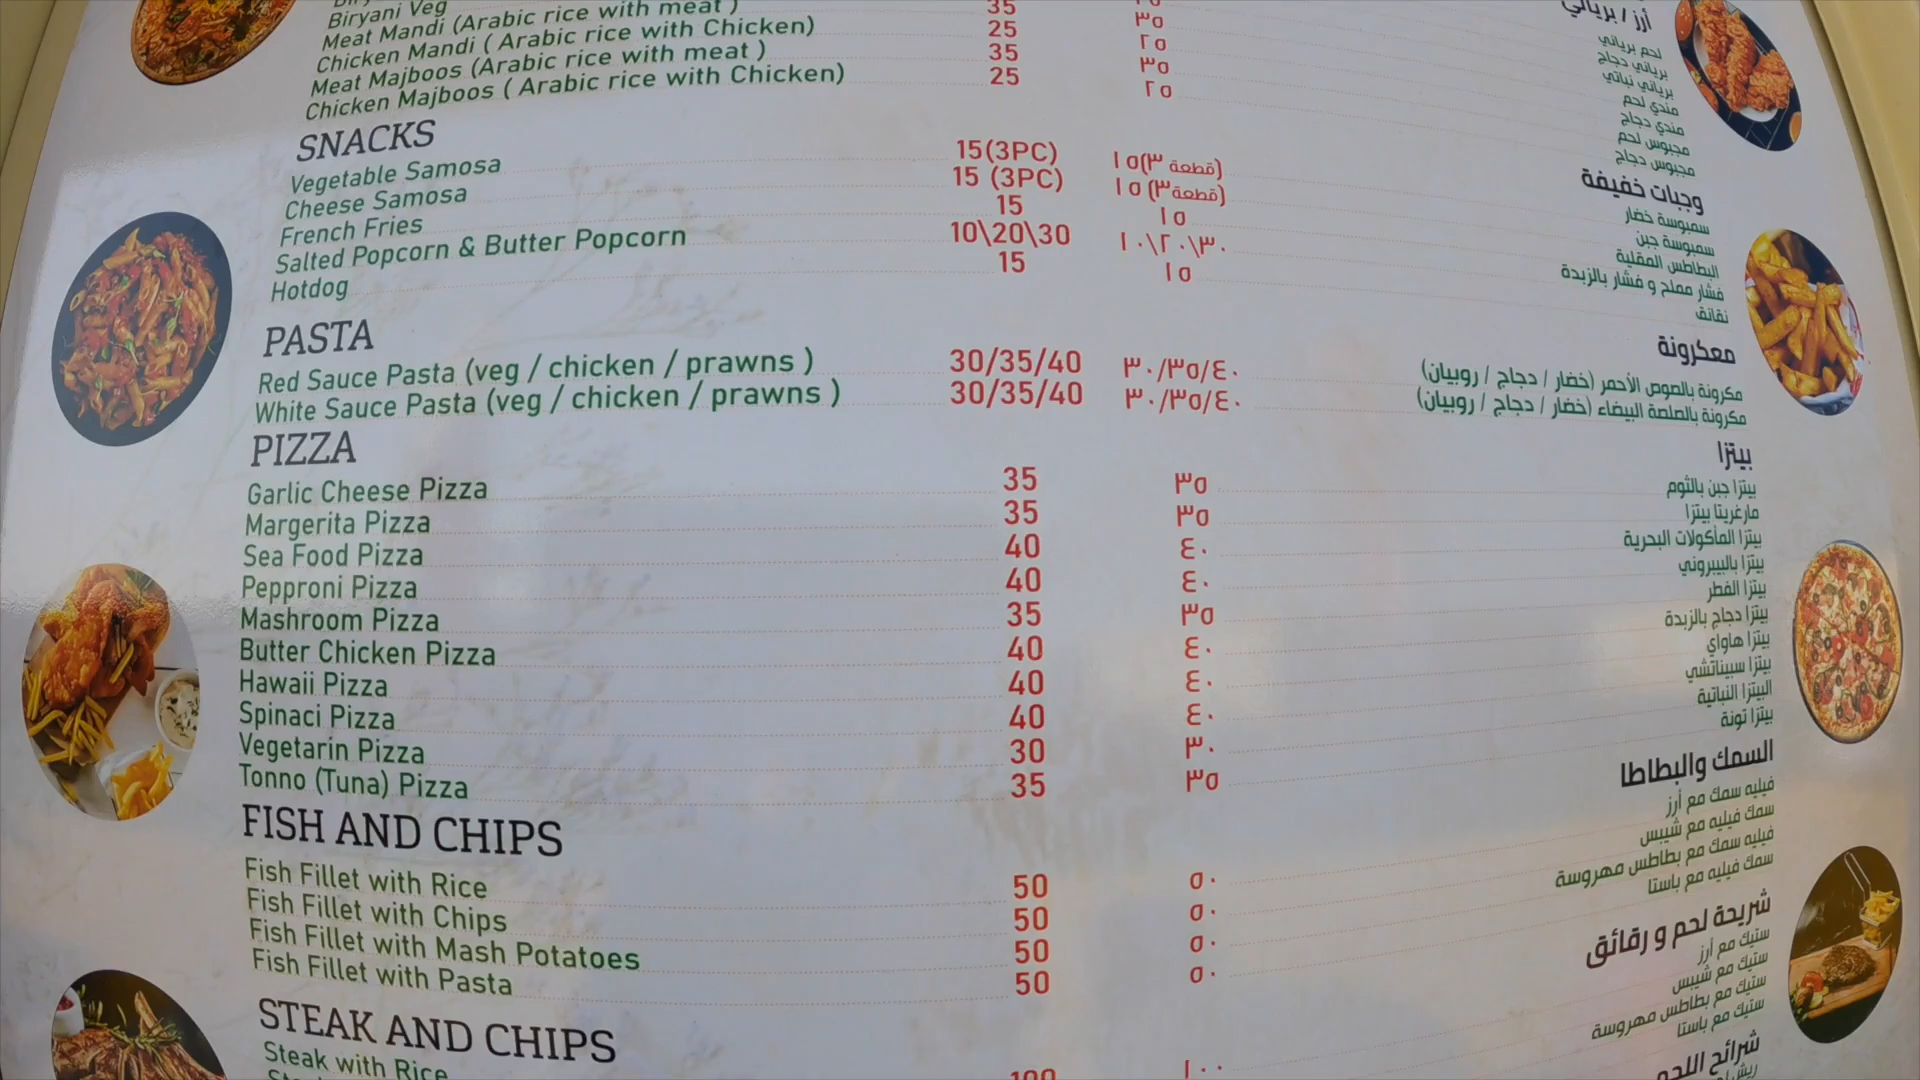 Biryani Veg
Meat Mandi (Arabic rice with meat ) 35 ٣٥
Chicken Mandi ( Arabic rice with Chicken) 25 ٢٥
Meat Majboos (Arabic rice with meat ) 35 ٣٥
Chicken Majboos ( Arabic rice with Chicken) 25 ٢٥
أرز / برياني
لحم برياني
برياني دجاج
برياني نباتي
مندي لحم
مندي دجاج
مجبوس لحم
مجبوس دجاج
SNACKS وجبات خفيفة
Vegetable Samosa 15(3PC) ١٥(٣ قطعة) سمبوسة خضار
Cheese Samosa 15 (3PC) ١٥ (٣قطعة) سمبوسة جبن
French Fries 15 ١٥ البطاطس المقلية
Salted Popcorn & Butter Popcorn 10\20\30 ١٠\٢٠\٣٠ فشار مملح و فشار بالزبدة
Hotdog 15 ١٥ نقانق
PASTA معكرونة
Red Sauce Pasta (veg / chicken / prawns ) 30/35/40 ٣٠/٣٥/٤٠ مكرونة بالصوص الأحمر (خضار / دجاج / روبيان)
White Sauce Pasta (veg / chicken / prawns ) 30/35/40 ٣٠/٣٥/٤٠ مكرونة بالصلصة البيضاء (خضار / دجاج / روبيان)
PIZZA بيتزا
Garlic Cheese Pizza 35 ٣٥ بيتزا جبن بالثوم
Margerita Pizza 35 ٣٥ مارغريتا بيتزا
Sea Food Pizza 40 ٤٠ بيتزا المأكولات البحرية
Pepproni Pizza 40 ٤٠ بيتزا بالبيبروني
Mashroom Pizza 35 ٣٥ بيتزا الفطر
Butter Chicken Pizza 40 ٤٠ بيتزا دجاج بالزبدة
Hawaii Pizza 40 ٤٠ بيتزا هاواي
Spinaci Pizza 40 ٤٠ بيتزا سبيناتشي
Vegetarin Pizza 30 ٣٠ البيتزا النباتية
Tonno (Tuna) Pizza 35 ٣٥ بيتزا تونة
FISH AND CHIPS السمك والبطاطا
Fish Fillet with Rice 50 ٥٠ فيليه سمك مع أرز
Fish Fillet with Chips 50 ٥٠ سمك فيليه مع شيبس
Fish Fillet with Mash Potatoes 50 ٥٠ فيليه سمك مع بطاطس مهروسة
Fish Fillet with Pasta 50 ٥٠ سمك فيليه مع باستا
STEAK AND CHIPS شريحة لحم و رقائق
Steak with Rice 100 ١٠٠ ستيك مع أرز
ستيك مع شيبس
ستيك مع بطاطس مهروسة
ستيك مع باستا
شرائح